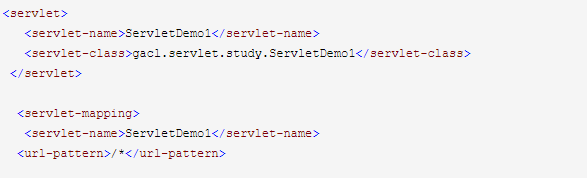 <servlet>
<servlet-name>ServletDemo1</servlet-name>
<servlet-class>gacl.servlet.study.ServletDemo1</servlet-class>
</servlet>
<servlet-mapping>
<servlet-name>ServletDemo1</servlet-name>
<url-pattern>/*</url-pattern>